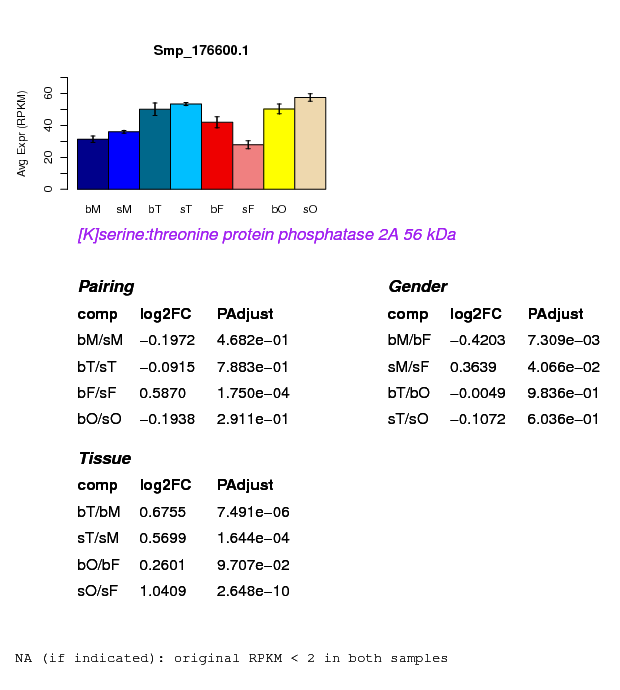 Smp_176600.1
Avg Expr (RPKM)
60
40
20
0
bM sM bT sT bF sF bO sO
[K]serine:threonine protein phosphatase 2A 56 kDa
Pairing
comp log2FC PAdjust
bM/sM −0.1972 4.682e−01
bT/sT −0.0915 7.883e−01
bF/sF 0.5870 1.750e−04
bO/sO −0.1938 2.911e−01
Gender
comp log2FC PAdjust
bM/bF −0.4203 7.309e−03
sM/sF 0.3639 4.066e−02
bT/bO −0.0049 9.836e−01
sT/sO −0.1072 6.036e−01
Tissue
comp log2FC PAdjust
bT/bM 0.6755 7.491e−06
sT/sM 0.5699 1.644e−04
bO/bF 0.2601 9.707e−02
sO/sF 1.0409 2.648e−10
NA (if indicated): original RPKM < 2 in both samples